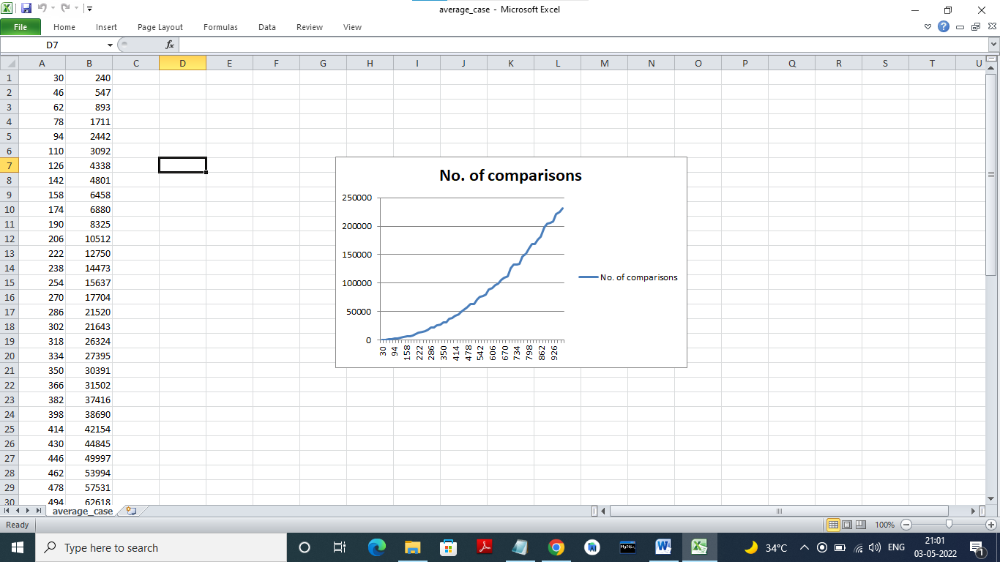 average_case - Microsoft Excel
File Home Insert Page Layout Formulas Data Review View
D7 fx
A B C D E F G H I J K L M N O P Q R S T U
1 30 240
2 46 547
3 62 893
4 78 1711
5 94 2442
6 110 3092
7 126 4338
8 142 4801
9 158 6458
10 174 6880
11 190 8325
12 206 10512
13 222 12750
14 238 14473
15 254 15637
16 270 17704
17 286 21520
18 302 21643
19 318 26324
20 334 27395
21 350 30391
22 366 31502
23 382 37416
24 398 38690
25 414 42154
26 430 44845
27 446 49997
28 462 53994
29 478 57531
30 494 62618
No. of comparisons
250000
200000
150000
100000
50000
0
30 94 158 222 286 350 414 478 542 606 670 734 798 862 926
No. of comparisons
average_case
Ready 100%
Type here to search
MySQL
34°C ENG
21:01
03-05-2022
1